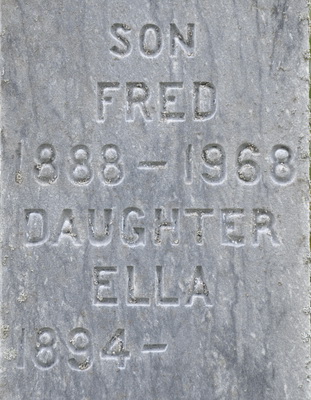 SON
FRED
1888 - 1968
DAUGHTER
ELLA
1894 -